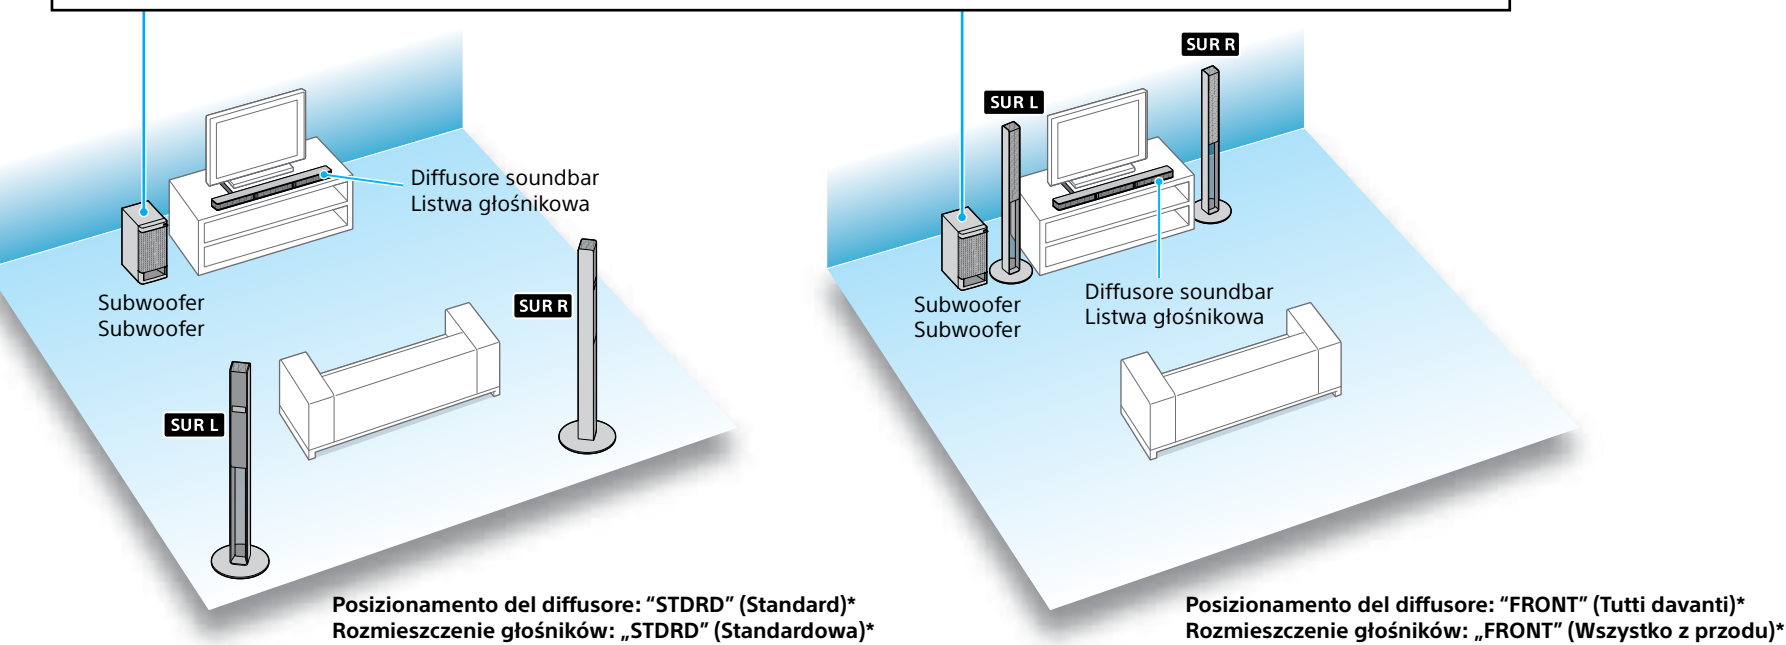 Diffusore soundbar
Listwa głośnikowa
Subwoofer
Subwoofer
SUR R
SUR L
Posizionamento del diffusore: “STDRD” (Standard)*
Rozmieszczenie głośników: „STDRD” (Standardowa)*
SUR R
SUR L
Subwoofer
Subwoofer
Diffusore soundbar
Listwa głośnikowa
Posizionamento del diffusore: “FRONT” (Tutti davanti)*
Rozmieszczenie głośników: „FRONT” (Wszystko z przodu)*